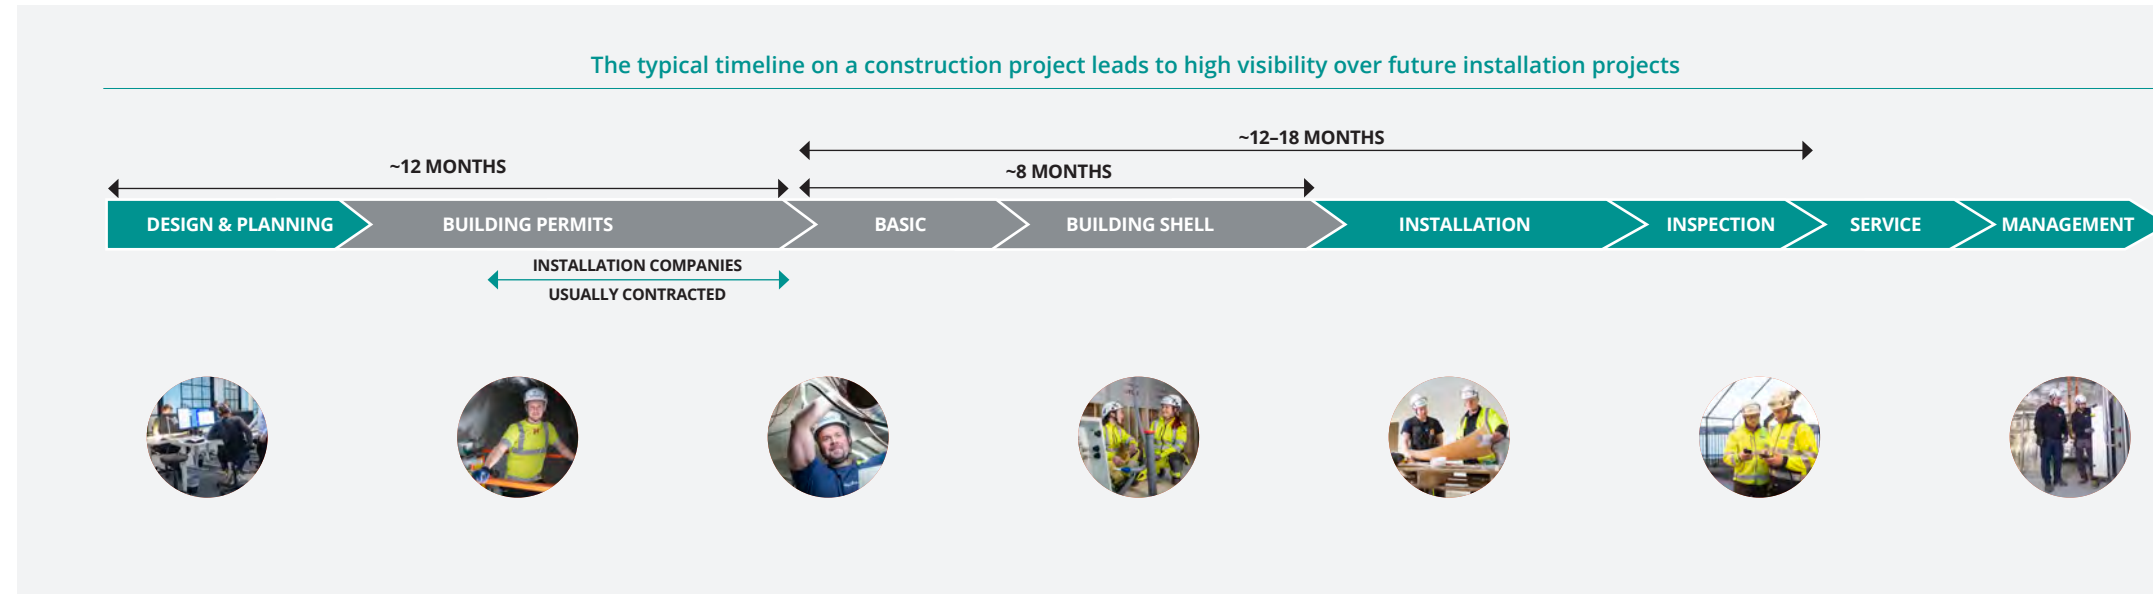 The typical timeline on a construction project leads to high visibility over future installation projects
~12–18 MONTHS
~12 MONTHS
~8 MONTHS
DESIGN & PLANNING
BUILDING PERMITS
BASIC
BUILDING SHELL
INSTALLATION
INSPECTION
SERVICE
MANAGEMENT
INSTALLATION COMPANIES
USUALLY CONTRACTED